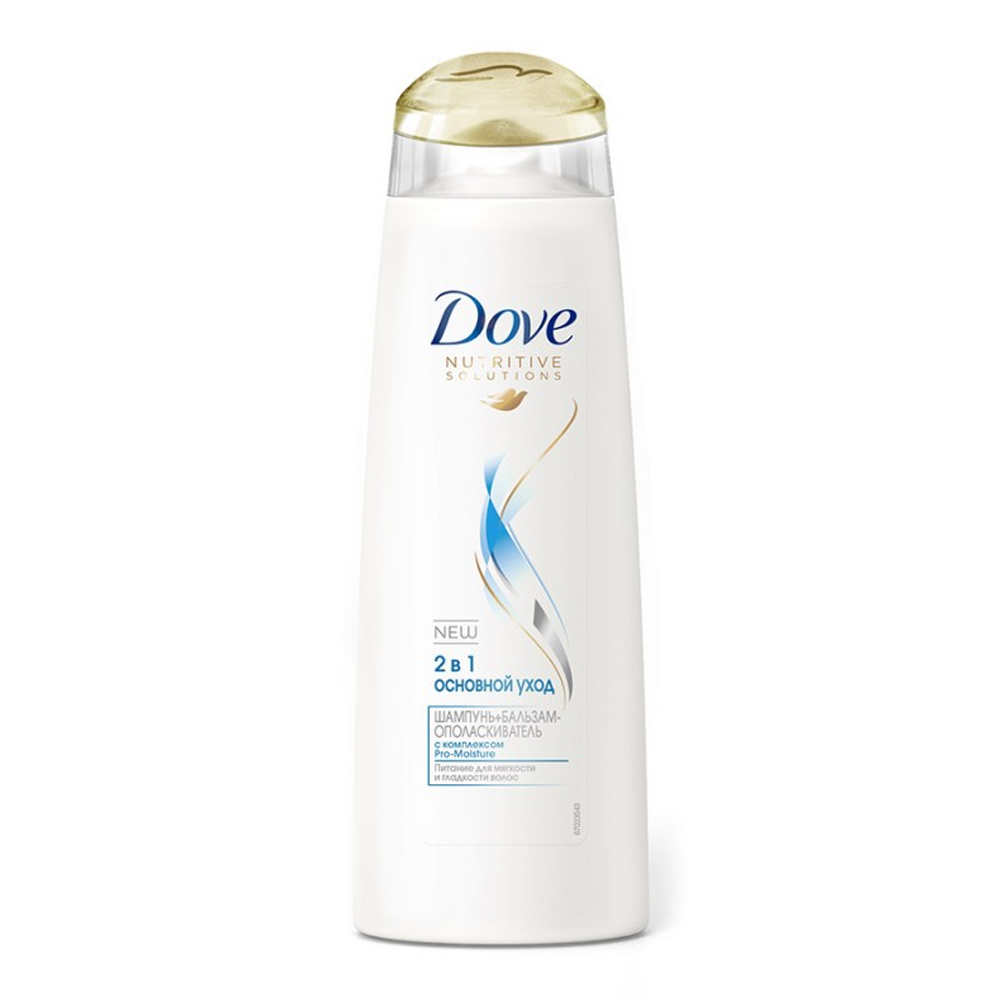 Dove
NUTRITIVE
SOLUTIONS
NEW
2 в 1
ОСНОВНОЙ УХОД
ШАМПУНЬ+БАЛЬЗАМ-
ОПОЛАСКИВАТЕЛЬ
с комплексом
Pro-Moisture
Питание для мягкости
и гладкости волос
67033543